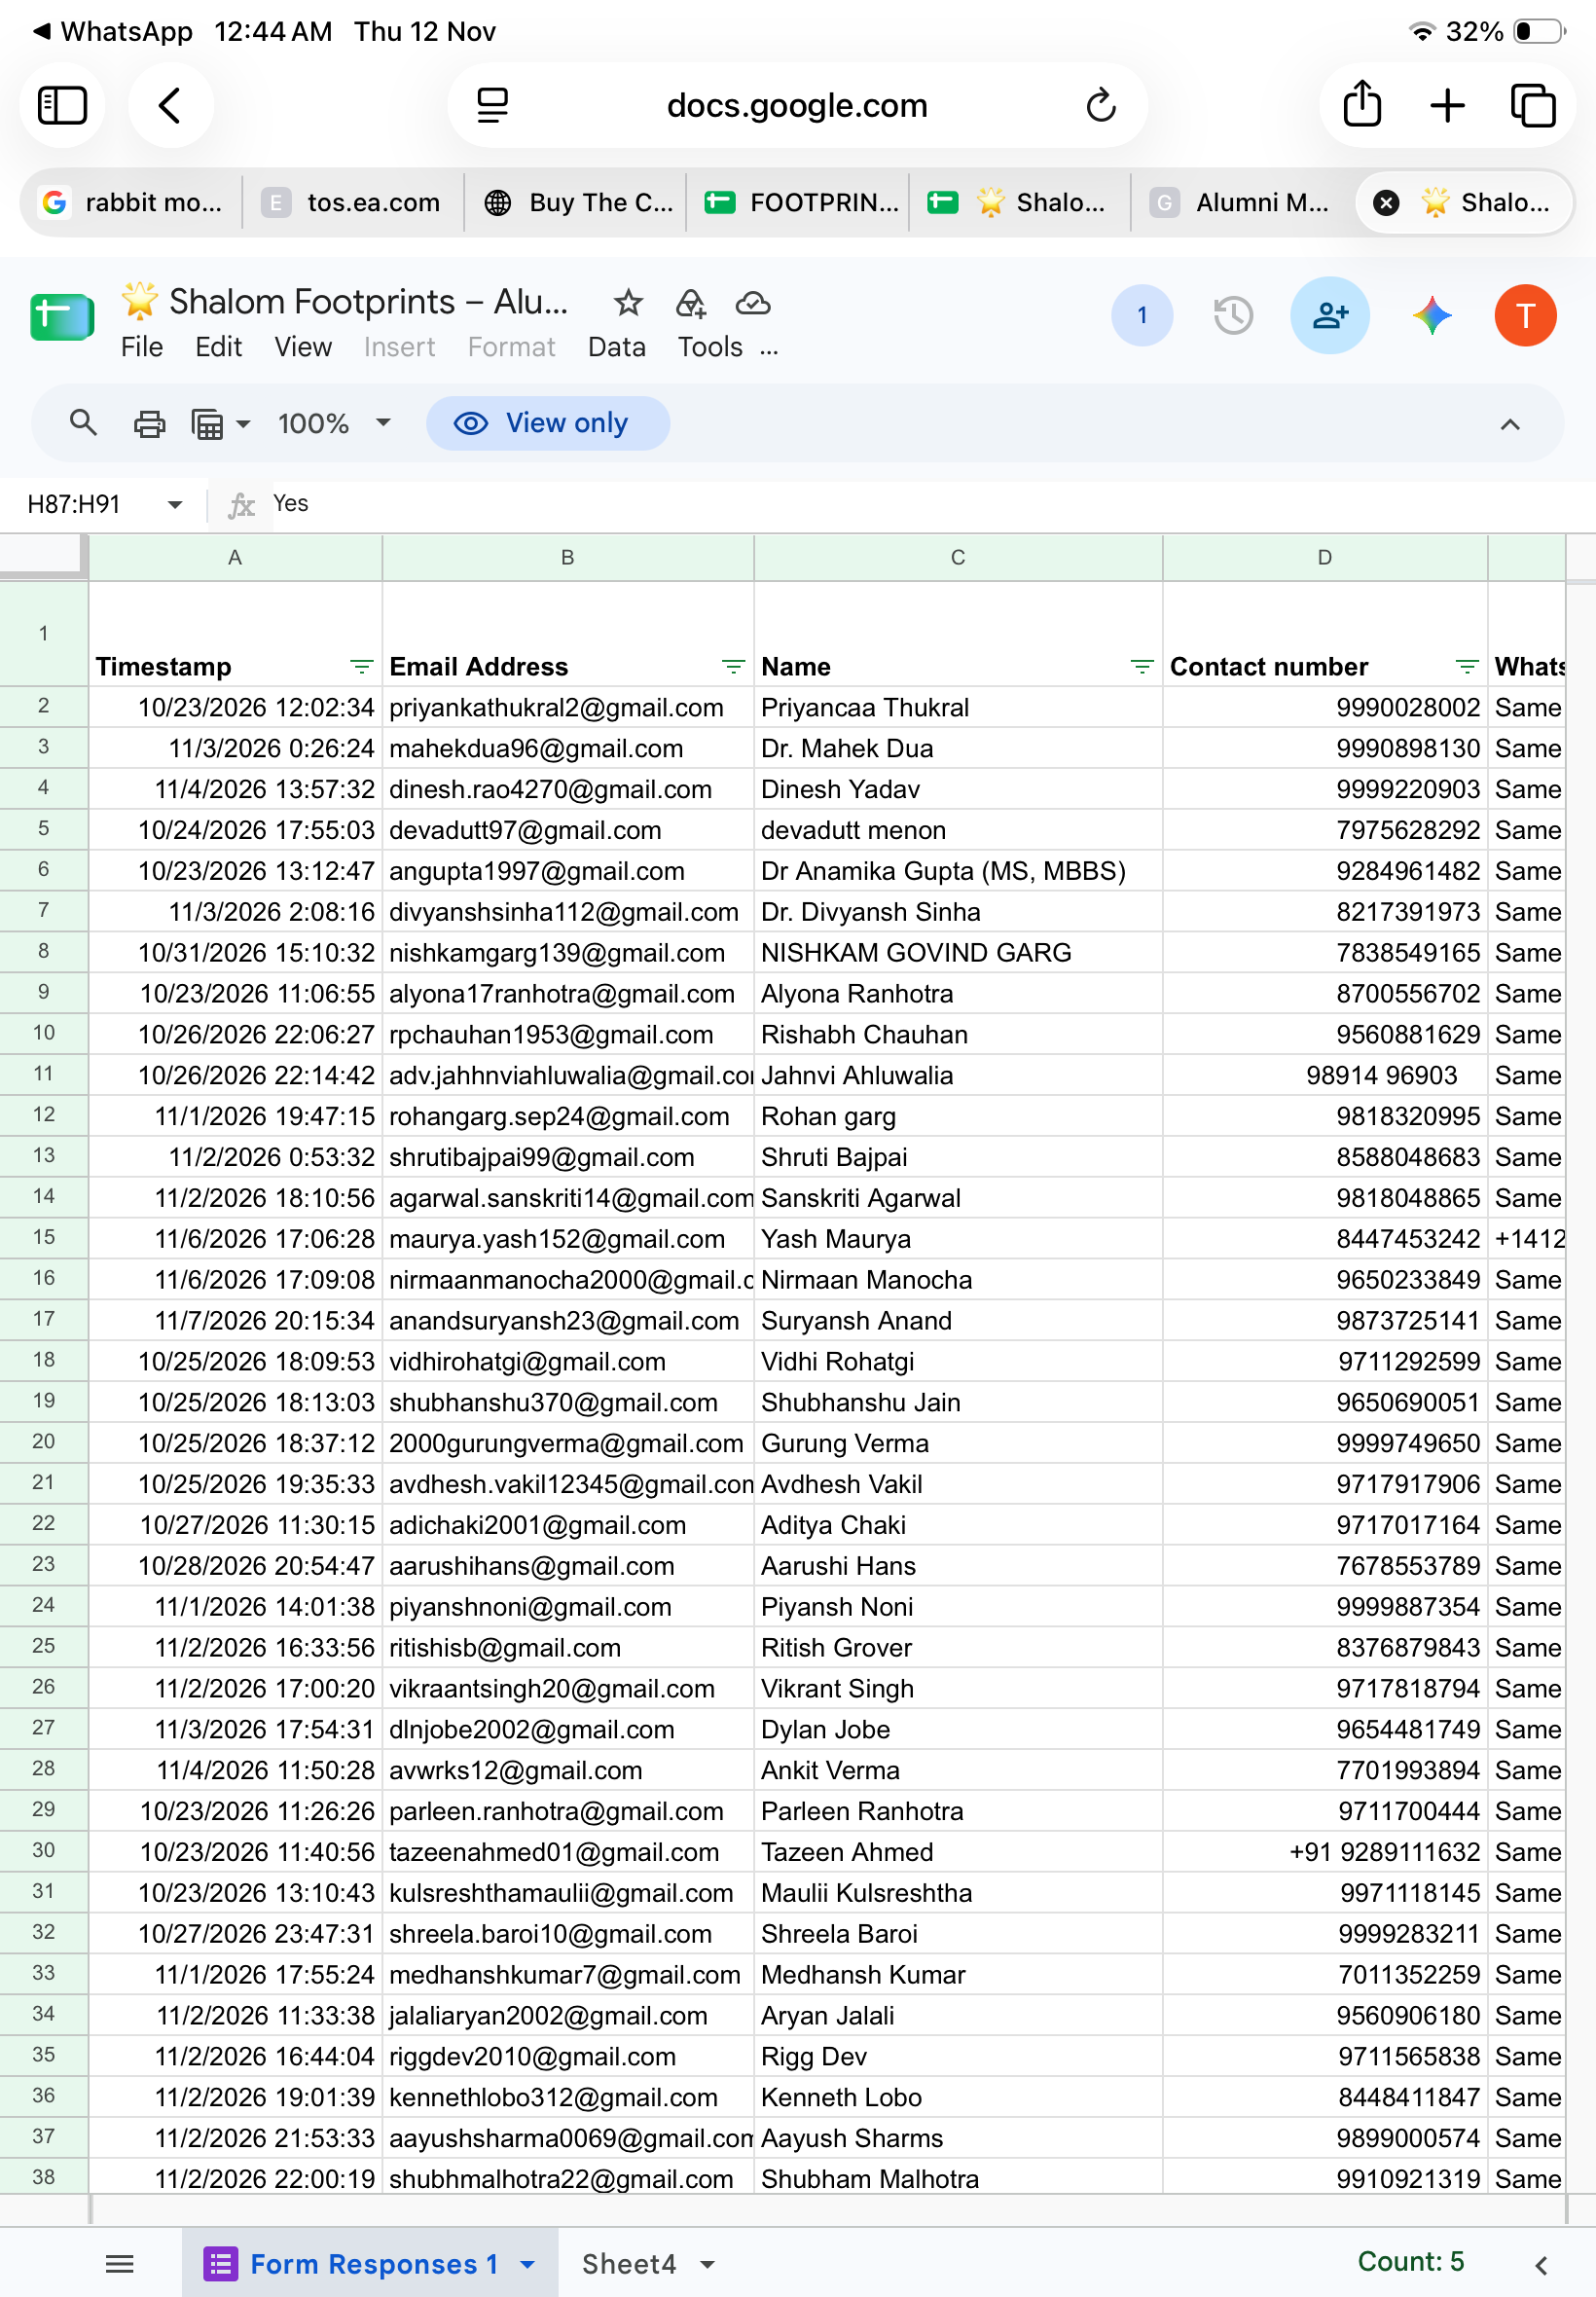 WhatsApp 12:44 AM Thu 12 Nov 32%
docs.google.com
rabbit mo... tos.ea.com Buy The C... FOOTPRIN... Shalo... Alumni M... Shalo...
Shalom Footprints – Alu...
1 T
File Edit View Insert Format Data Tools ...
100% View only
H87:H91 fx Yes
A B C D
1 Timestamp Email Address Name Contact number Whats
2 10/23/2026 12:02:34 priyankathukral2@gmail.com Priyancaa Thukral 9990028002 Same
3 11/3/2026 0:26:24 mahekdua96@gmail.com Dr. Mahek Dua 9990898130 Same
4 11/4/2026 13:57:32 dinesh.rao4270@gmail.com Dinesh Yadav 9999220903 Same
5 10/24/2026 17:55:03 devadutt97@gmail.com devadutt menon 7975628292 Same
6 10/23/2026 13:12:47 angupta1997@gmail.com Dr Anamika Gupta (MS, MBBS) 9284961482 Same
7 11/3/2026 2:08:16 divyanshsinha112@gmail.com Dr. Divyansh Sinha 8217391973 Same
8 10/31/2026 15:10:32 nishkamgarg139@gmail.com NISHKAM GOVIND GARG 7838549165 Same
9 10/23/2026 11:06:55 alyona17ranhotra@gmail.com Alyona Ranhotra 8700556702 Same
10 10/26/2026 22:06:27 rpchauhan1953@gmail.com Rishabh Chauhan 9560881629 Same
11 10/26/2026 22:14:42 adv.jahhnviahluwalia@gmail.co Jahnvi Ahluwalia 98914 96903 Same
12 11/1/2026 19:47:15 rohangarg.sep24@gmail.com Rohan garg 9818320995 Same
13 11/2/2026 0:53:32 shrutibajpai99@gmail.com Shruti Bajpai 8588048683 Same
14 11/2/2026 18:10:56 agarwal.sanskriti14@gmail.com Sanskriti Agarwal 9818048865 Same
15 11/6/2026 17:06:28 maurya.yash152@gmail.com Yash Maurya 8447453242 +1412
16 11/6/2026 17:09:08 nirmaanmanocha2000@gmail.c Nirmaan Manocha 9650233849 Same
17 11/7/2026 20:15:34 anandsuryansh23@gmail.com Suryansh Anand 9873725141 Same
18 10/25/2026 18:09:53 vidhirohatgi@gmail.com Vidhi Rohatgi 9711292599 Same
19 10/25/2026 18:13:03 shubhanshu370@gmail.com Shubhanshu Jain 9650690051 Same
20 10/25/2026 18:37:12 2000gurungverma@gmail.com Gurung Verma 9999749650 Same
21 10/25/2026 19:35:33 avdhesh.vakil12345@gmail.com Avdhesh Vakil 9717917906 Same
22 10/27/2026 11:30:15 adichaki2001@gmail.com Aditya Chaki 9717017164 Same
23 10/28/2026 20:54:47 aarushihans@gmail.com Aarushi Hans 7678553789 Same
24 11/1/2026 14:01:38 piyanshnoni@gmail.com Piyansh Noni 9999887354 Same
25 11/2/2026 16:33:56 ritishisb@gmail.com Ritish Grover 8376879843 Same
26 11/2/2026 17:00:20 vikraantsingh20@gmail.com Vikrant Singh 9717818794 Same
27 11/3/2026 17:54:31 dlnjobe2002@gmail.com Dylan Jobe 9654481749 Same
28 11/4/2026 11:50:28 avwrks12@gmail.com Ankit Verma 7701993894 Same
29 10/23/2026 11:26:26 parleen.ranhotra@gmail.com Parleen Ranhotra 9711700444 Same
30 10/23/2026 11:40:56 tazeenahmed01@gmail.com Tazeen Ahmed +91 9289111632 Same
31 10/23/2026 13:10:43 kulsreshthamaulii@gmail.com Maulii Kulsreshtha 9971118145 Same
32 10/27/2026 23:47:31 shreela.baroi10@gmail.com Shreela Baroi 9999283211 Same
33 11/1/2026 17:55:24 medhanshkumar7@gmail.com Medhansh Kumar 7011352259 Same
34 11/2/2026 11:33:38 jalaliaryan2002@gmail.com Aryan Jalali 9560906180 Same
35 11/2/2026 16:44:04 riggdev2010@gmail.com Rigg Dev 9711565838 Same
36 11/2/2026 19:01:39 kennethlobo312@gmail.com Kenneth Lobo 8448411847 Same
37 11/2/2026 21:53:33 aayushsharma0069@gmail.com Aayush Sharms 9899000574 Same
38 11/2/2026 22:00:19 shubhmalhotra22@gmail.com Shubham Malhotra 9910921319 Same
Form Responses 1 Sheet4 Count: 5